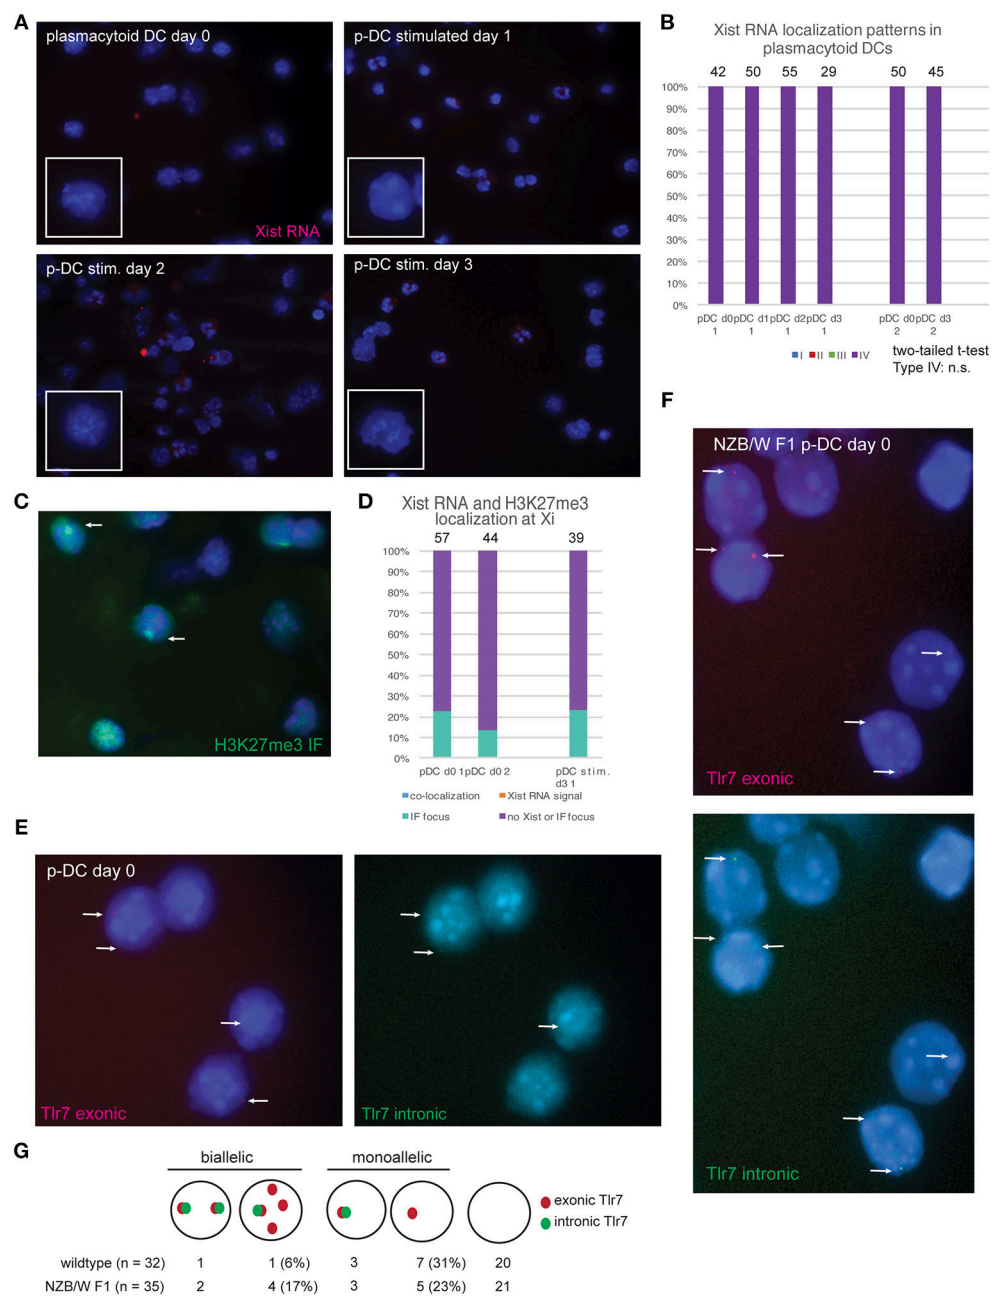 A
plasmacytoid DC day 0
Xist RNA
p-DC stimulated day 1
p-DC stim. day 2
p-DC stim. day 3
B
Xist RNA localization patterns in
plasmacytoid DCs
42 50 55 29 50 45
100%
90%
80%
70%
60%
50%
40%
30%
20%
10%
0%
pDC d0 pDC d1 pDC d2 pDC d3 pDC d0 pDC d3
1 1 1 1 2 2
I II III IV
two-tailed t-test
Type IV: n.s.
C
H3K27me3 IF
D
Xist RNA and H3K27me3
localization at Xi
57 44 39
100%
90%
80%
70%
60%
50%
40%
30%
20%
10%
0%
pDC d0 1 pDC d0 2 pDC stim.
d3 1
co-localization Xist RNA signal
IF focus no Xist or IF focus
E
p-DC day 0
Tlr7 exonic
Tlr7 intronic
F
NZB/W F1 p-DC day 0
Tlr7 exonic
Tlr7 intronic
G
biallelic monoallelic
exonic Tlr7
intronic Tlr7
wildtype (n = 32) 1 1 (6%) 3 7 (31%) 20
NZB/W F1 (n = 35) 2 4 (17%) 3 5 (23%) 21